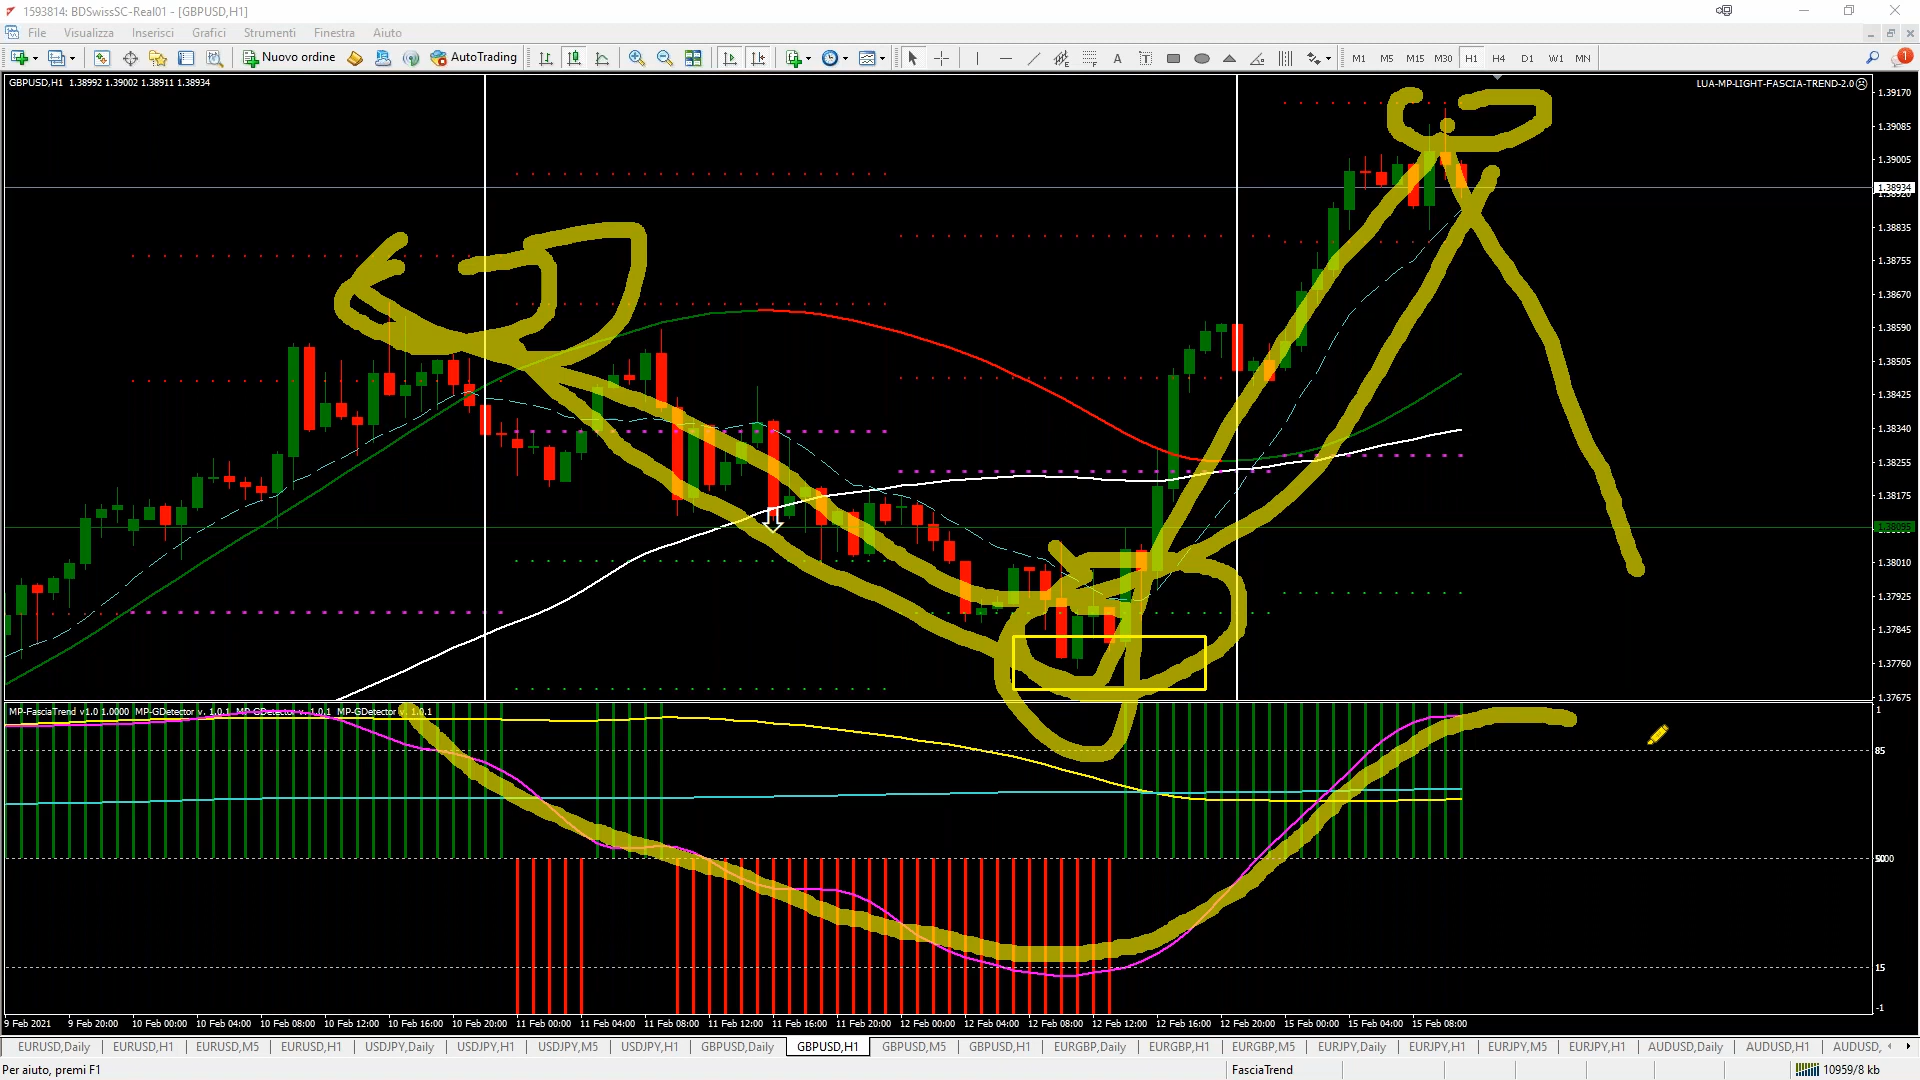 1593814: BDSwissSC-Real01 - [GBPUSD,H1]
File Visualizza Inserisci Grafici Strumenti Finestra Aiuto
Nuovo ordine AutoTrading A T M1 M5 M15 M30 H1 H4 D1 W1 MN 1
GBPUSD,H1 1.38992 1.39002 1.38911 1.38934
LUA-MP-LIGHT-FASCIA-TREND-2.0
1.39170
1.39085
1.39005
1.38934
1.38835
1.38755
1.38670
1.38590
1.38505
1.38425
1.38340
1.38255
1.38175
1.38095
1.38010
1.37925
1.37845
1.37760
1.37675
MP-FasciaTrend v1.0 1.0000 MP-GDetector v. 1.0.1 MP-GDetector v. 1.0.1 MP-GDetector v. 1.0.1
1
85
15
-1
9 Feb 2021 9 Feb 20:00 10 Feb 00:00 10 Feb 04:00 10 Feb 08:00 10 Feb 12:00 10 Feb 16:00 10 Feb 20:00 11 Feb 00:00 11 Feb 04:00 11 Feb 08:00 11 Feb 12:00 11 Feb 16:00 11 Feb 20:00 12 Feb 00:00 12 Feb 04:00 12 Feb 08:00 12 Feb 12:00 12 Feb 16:00 12 Feb 20:00 15 Feb 00:00 15 Feb 04:00 15 Feb 08:00
EURUSD,Daily EURUSD,H1 EURUSD,M5 EURUSD,H1 USDJPY,Daily USDJPY,H1 USDJPY,M5 USDJPY,H1 GBPUSD,Daily GBPUSD,H1 GBPUSD,M5 GBPUSD,H1 EURGBP,Daily EURGBP,H1 EURGBP,M5 EURJPY,Daily EURJPY,H1 EURJPY,M5 EURJPY,H1 AUDUSD,Daily AUDUSD,H1 AUDUSD,
Per aiuto, premi F1 FasciaTrend 10959/8 kb